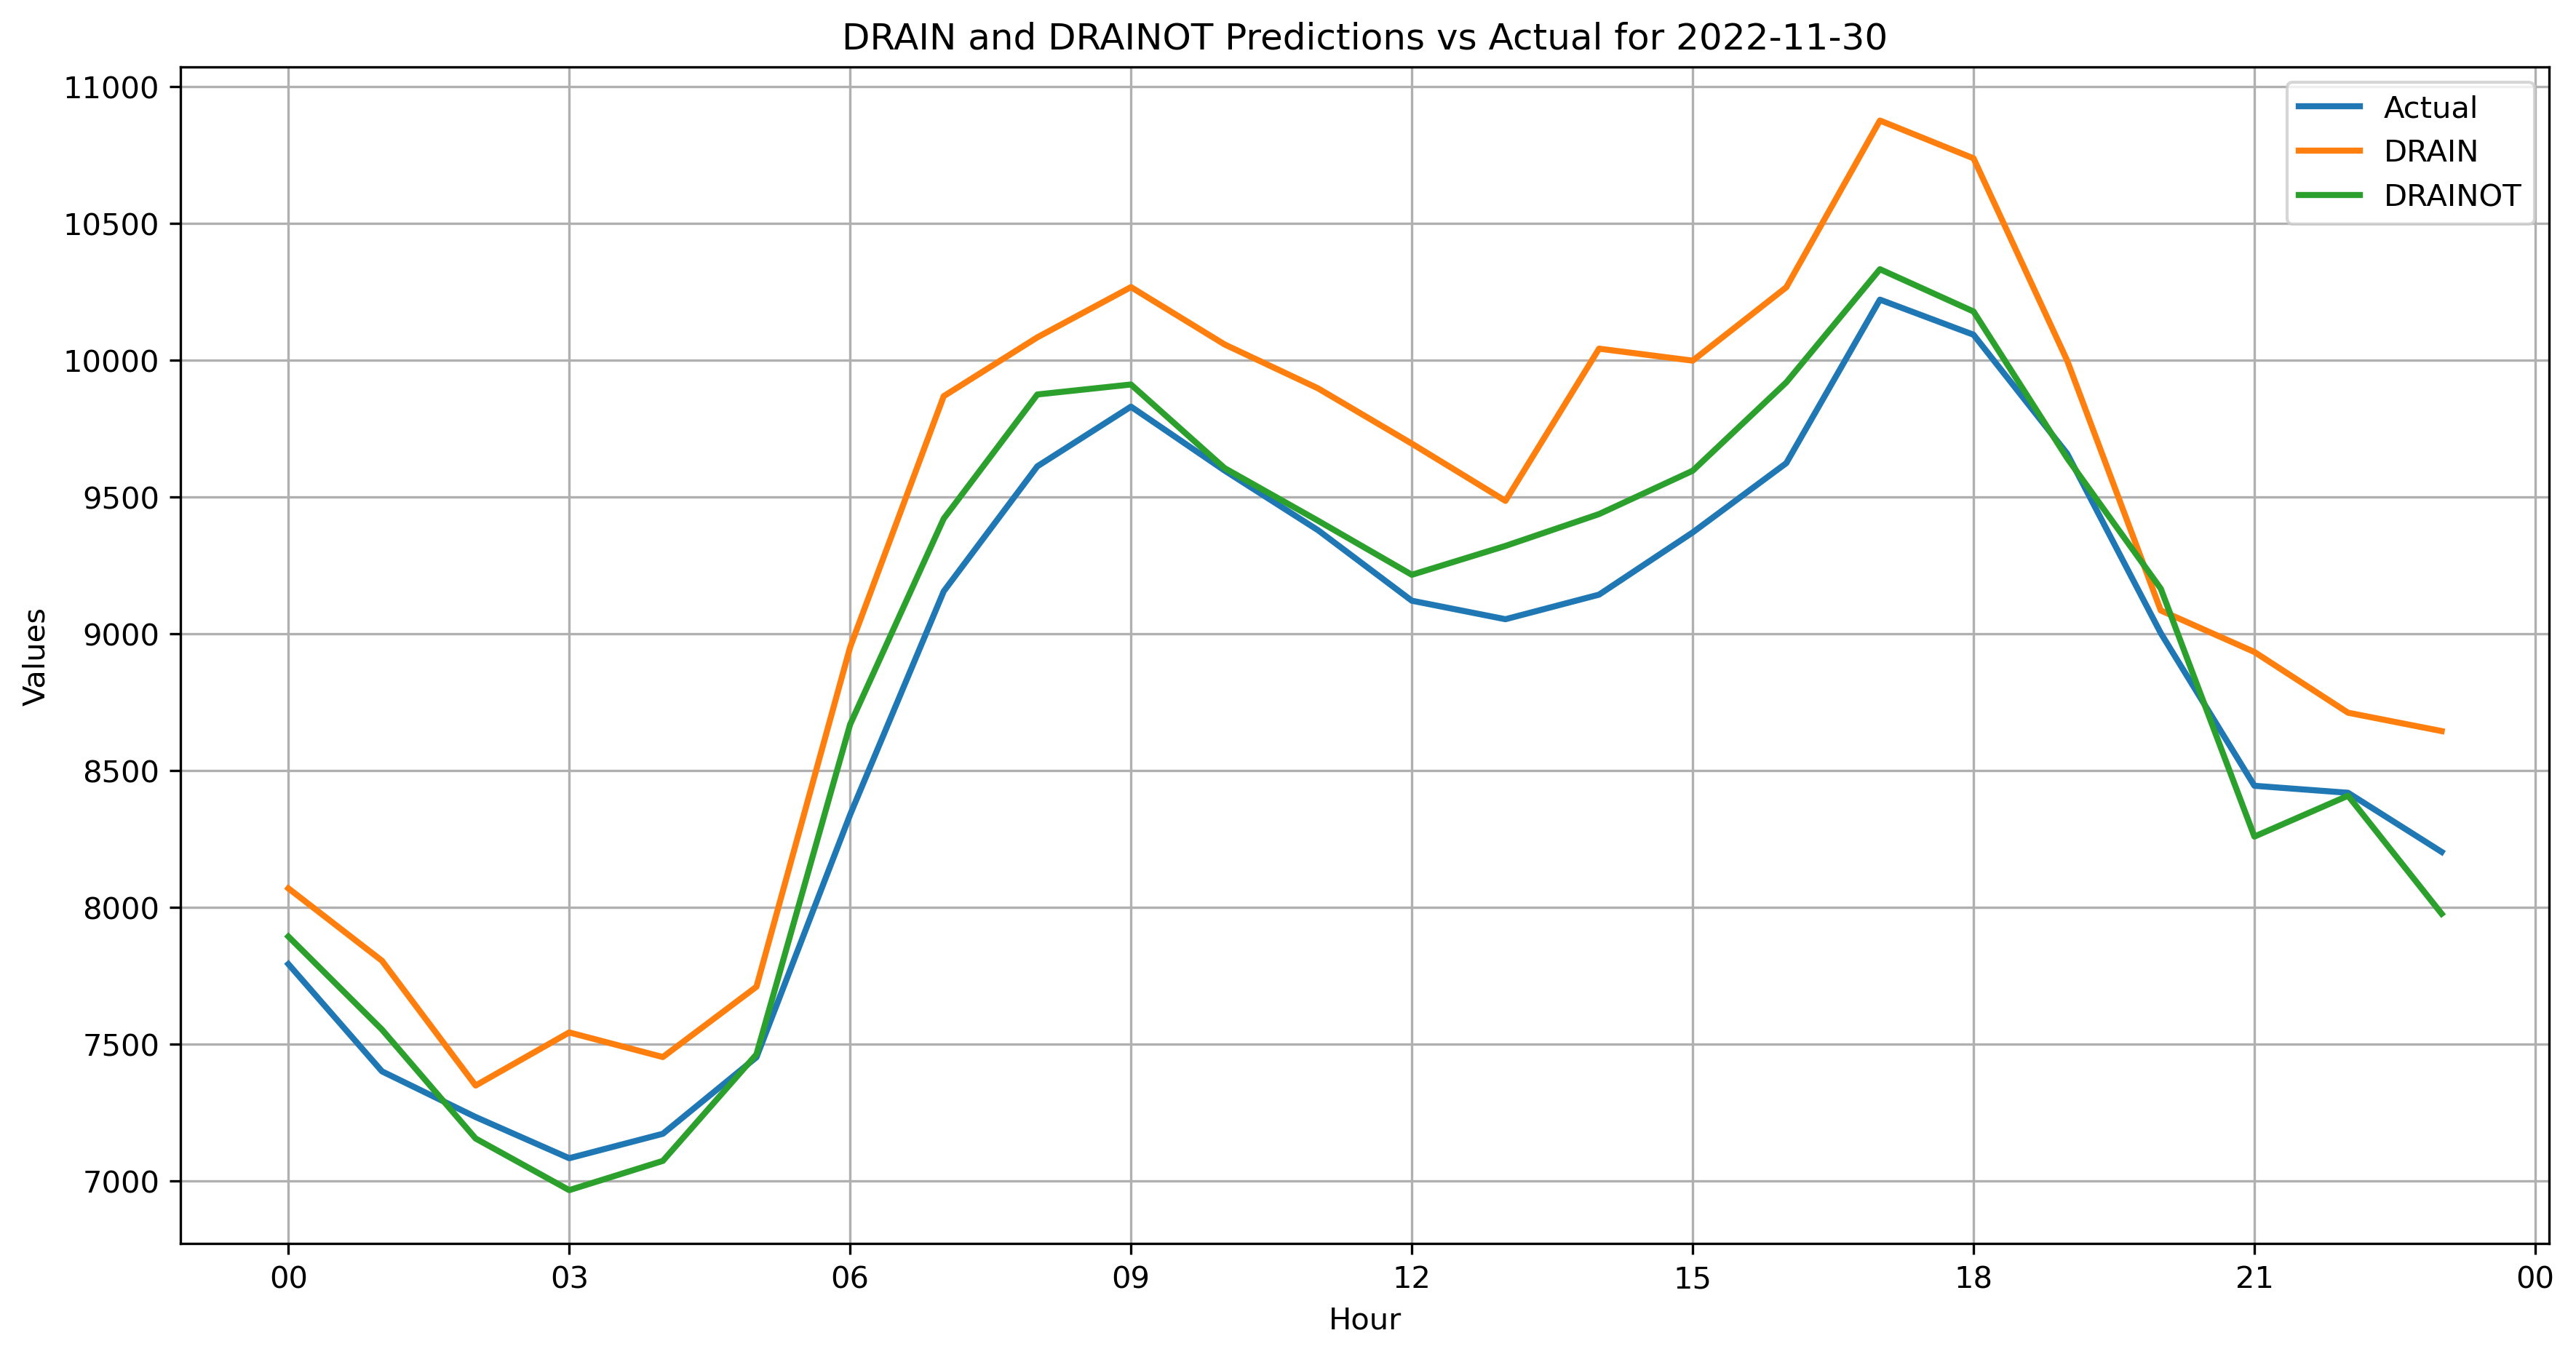 DRAIN and DRAINOT Predictions vs Actual for 2022-11-30
11000
10500
10000
9500
9000
8500
8000
7500
7000
Values
Actual
DRAIN
DRAINOT
00 03 06 09 12 15 18 21 00
Hour